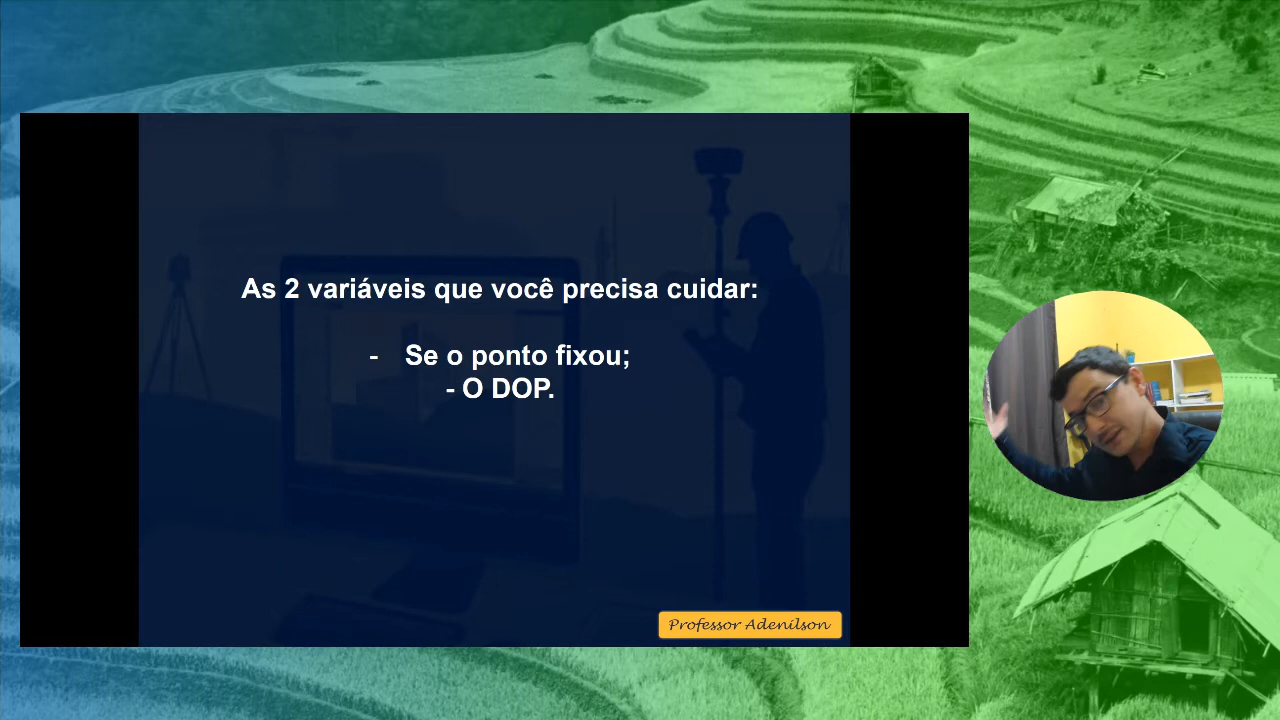 As 2 variáveis que você precisa cuidar:
- Se o ponto fixou;
- O DOP.
Professor Adenilson